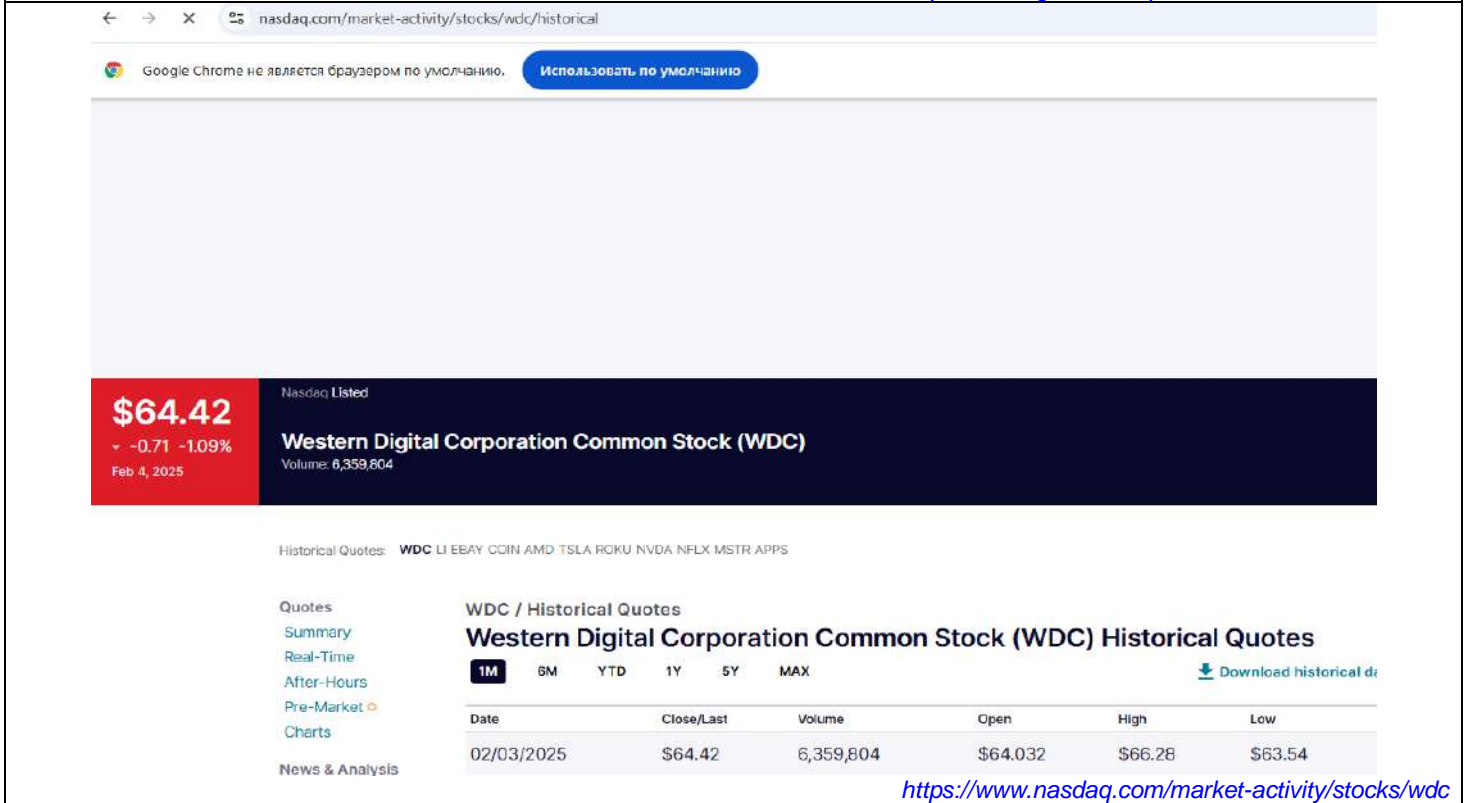 nasdaq.com/market-activity/stocks/wdc/historical
Google Chrome не является браузером по умолчанию. Использовать по умолчанию
$64.42
-0.71 -1.09%
Feb 4, 2025
Nasdaq Listed
Western Digital Corporation Common Stock (WDC)
Volume: 6,359,804
Historical Quotes: WDC LI EBAY COIN AMD TSLA ROKU NVDA NFLX MSTR APPS
Quotes
Summary
Real-Time
After-Hours
Pre-Market
Charts
News & Analysis
WDC / Historical Quotes
Western Digital Corporation Common Stock (WDC) Historical Quotes
1M 6M YTD 1Y 5Y MAX
Download historical da
Date Close/Last Volume Open High Low
02/03/2025 $64.42 6,359,804 $64.032 $66.28 $63.54
https://www.nasdaq.com/market-activity/stocks/wdc